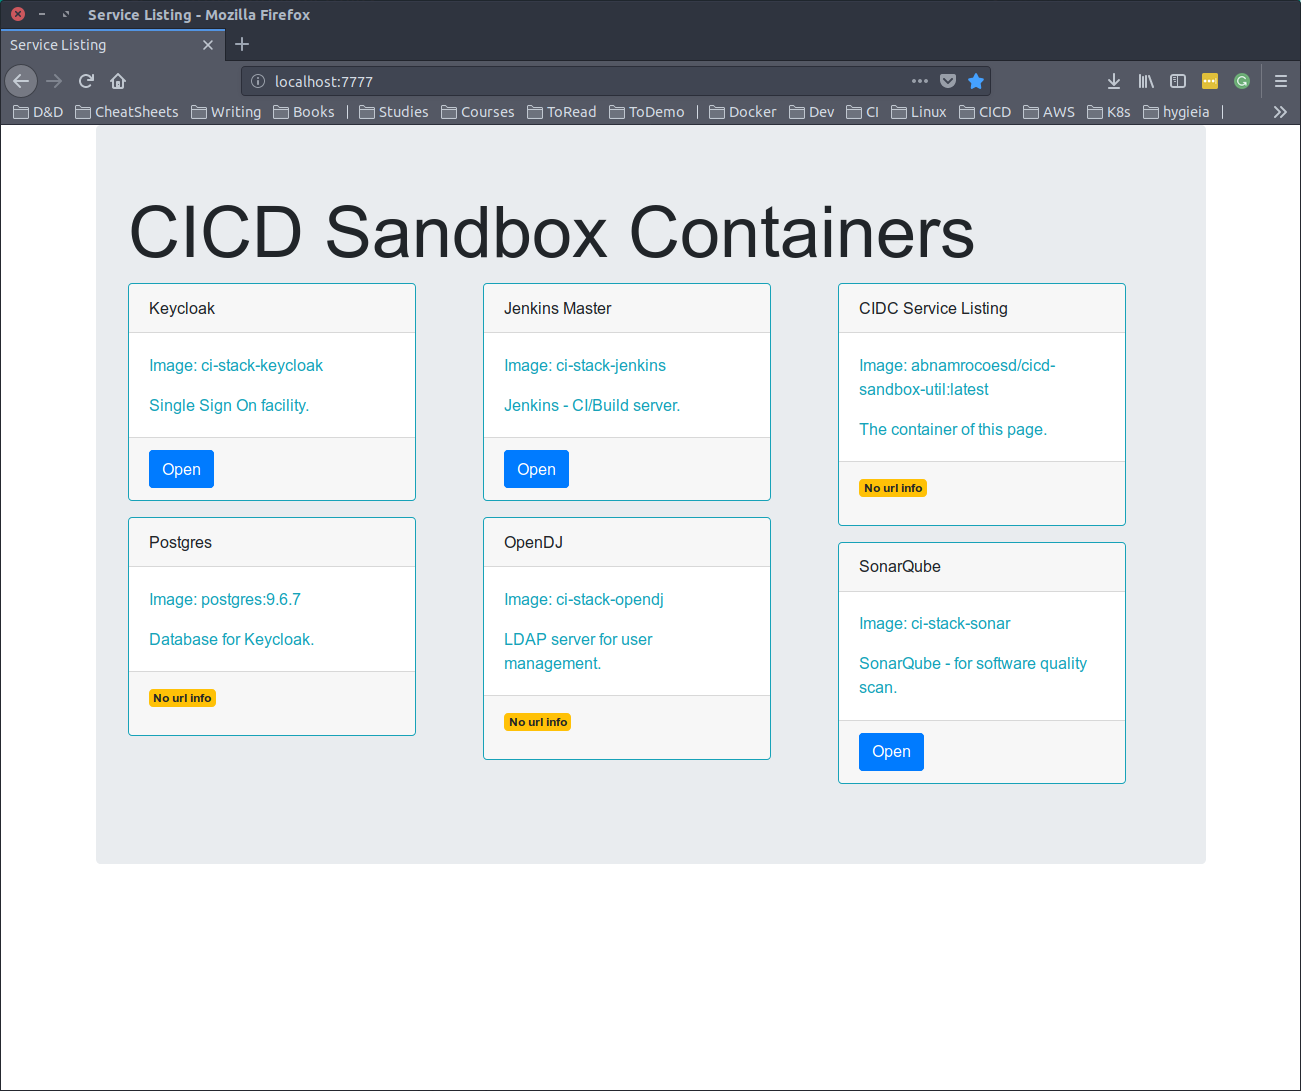 Service Listing - Mozilla Firefox
Service Listing
localhost:7777
D&D CheatSheets Writing Books | Studies Courses ToRead ToDemo | Docker Dev CI Linux CICD AWS K8s hygieia |
CICD Sandbox Containers
Keycloak
Image: ci-stack-keycloak
Single Sign On facility.
Open
Jenkins Master
Image: ci-stack-jenkins
Jenkins - CI/Build server.
Open
CIDC Service Listing
Image: abnamrocoesd/cicd-
sandbox-util:latest
The container of this page.
No url info
Postgres
Image: postgres:9.6.7
Database for Keycloak.
No url info
OpenDJ
Image: ci-stack-opendj
LDAP server for user
management.
No url info
SonarQube
Image: ci-stack-sonar
SonarQube - for software quality
scan.
Open